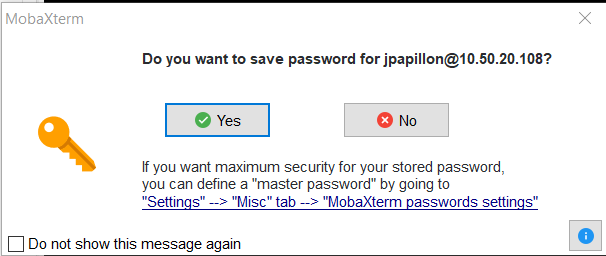 MobaXterm
Do you want to save password for jpapillon@10.50.20.108?
Yes
No
If you want maximum security for your stored password,
you can define a "master password" by going to
"Settings" --> "Misc" tab --> "MobaXterm passwords settings"
Do not show this message again